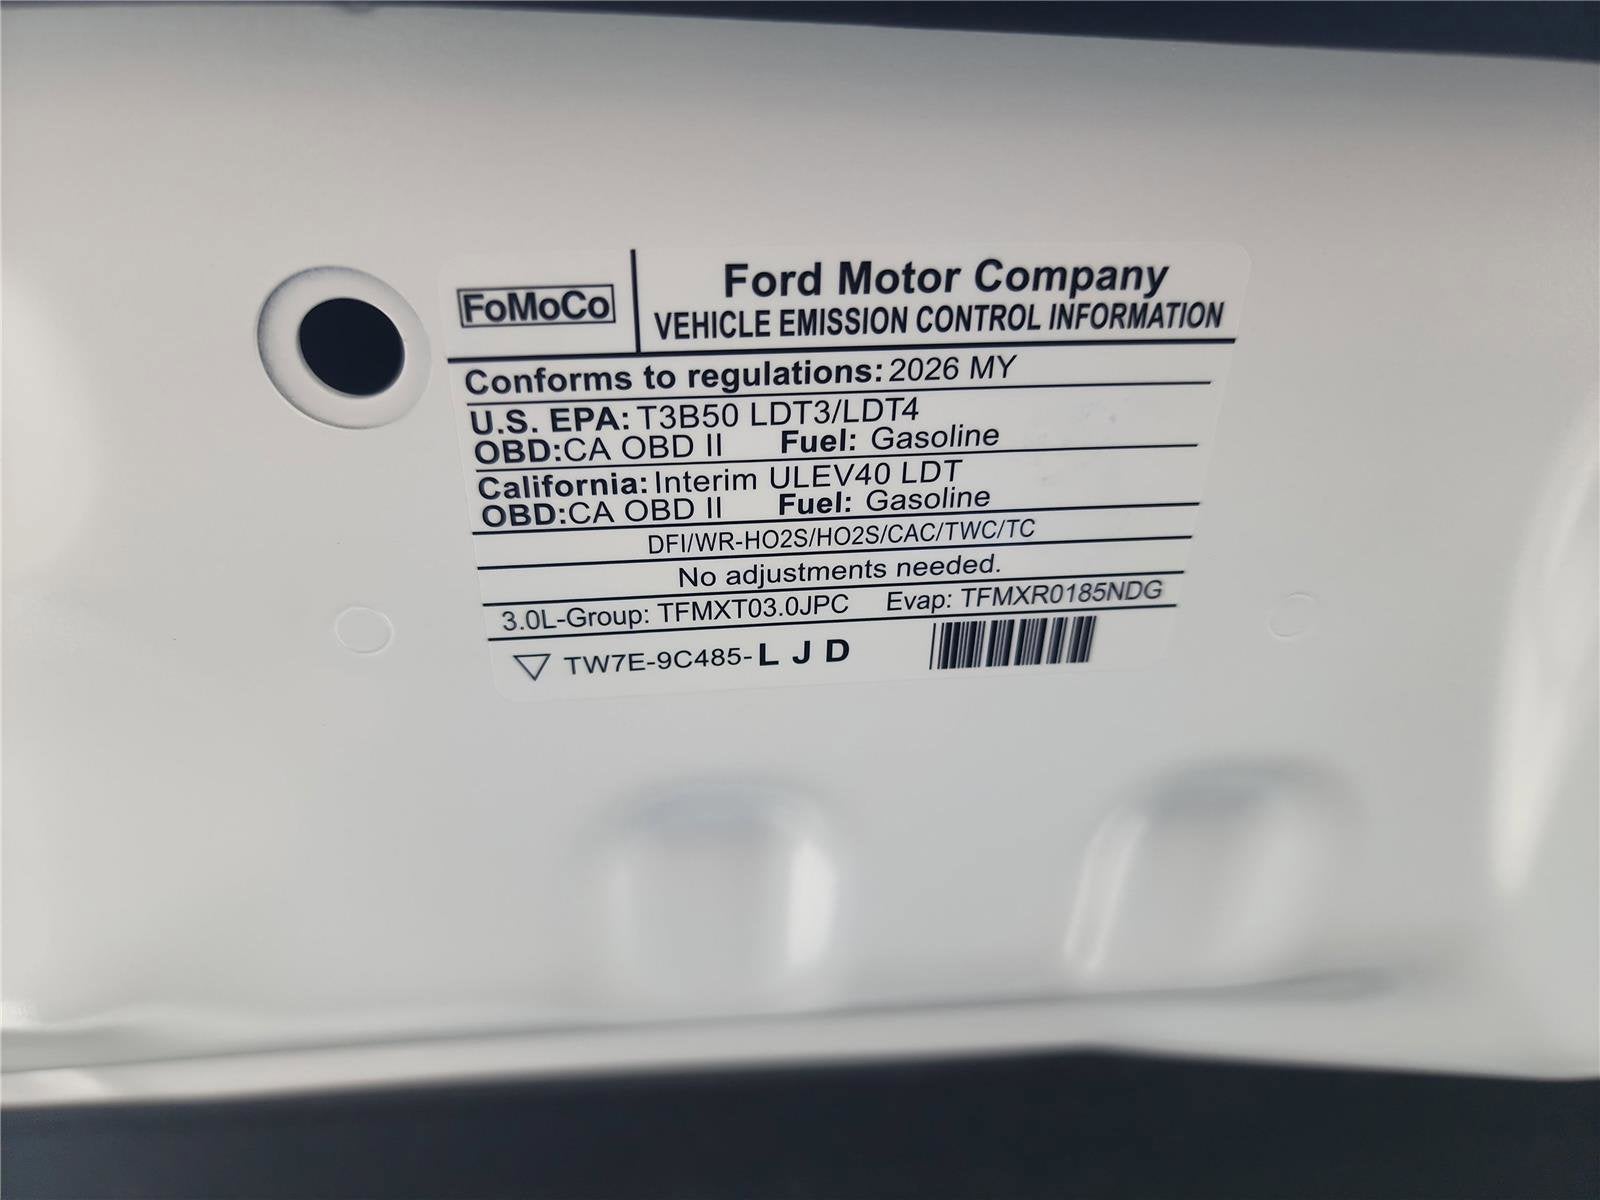 FoMoCo
Ford Motor Company
VEHICLE EMISSION CONTROL INFORMATION
Conforms to regulations: 2026 MY
U.S. EPA: T3B50 LDT3/LDT4
OBD:CA OBD II Fuel: Gasoline
California: Interim ULEV40 LDT
OBD:CA OBD II Fuel: Gasoline
DFI/WR-HO2S/HO2S/CAC/TWC/TC
No adjustments needed.
3.0L-Group: TFMXT03.0JPC Evap: TFMXR0185NDG
TW7E-9C485-L J D